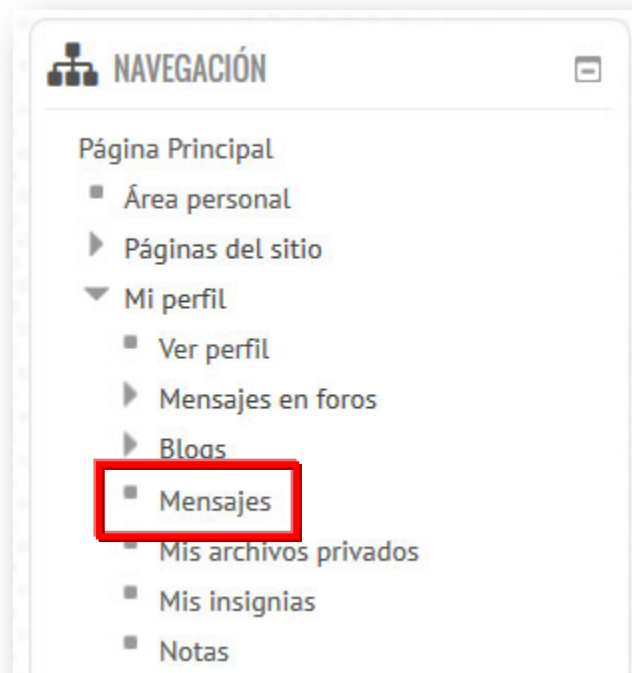 NAVEGACIÓN
Página Principal
Área personal
Páginas del sitio
Mi perfil
Ver perfil
Mensajes en foros
Blogs
Mensajes
Mis archivos privados
Mis insignias
Notas